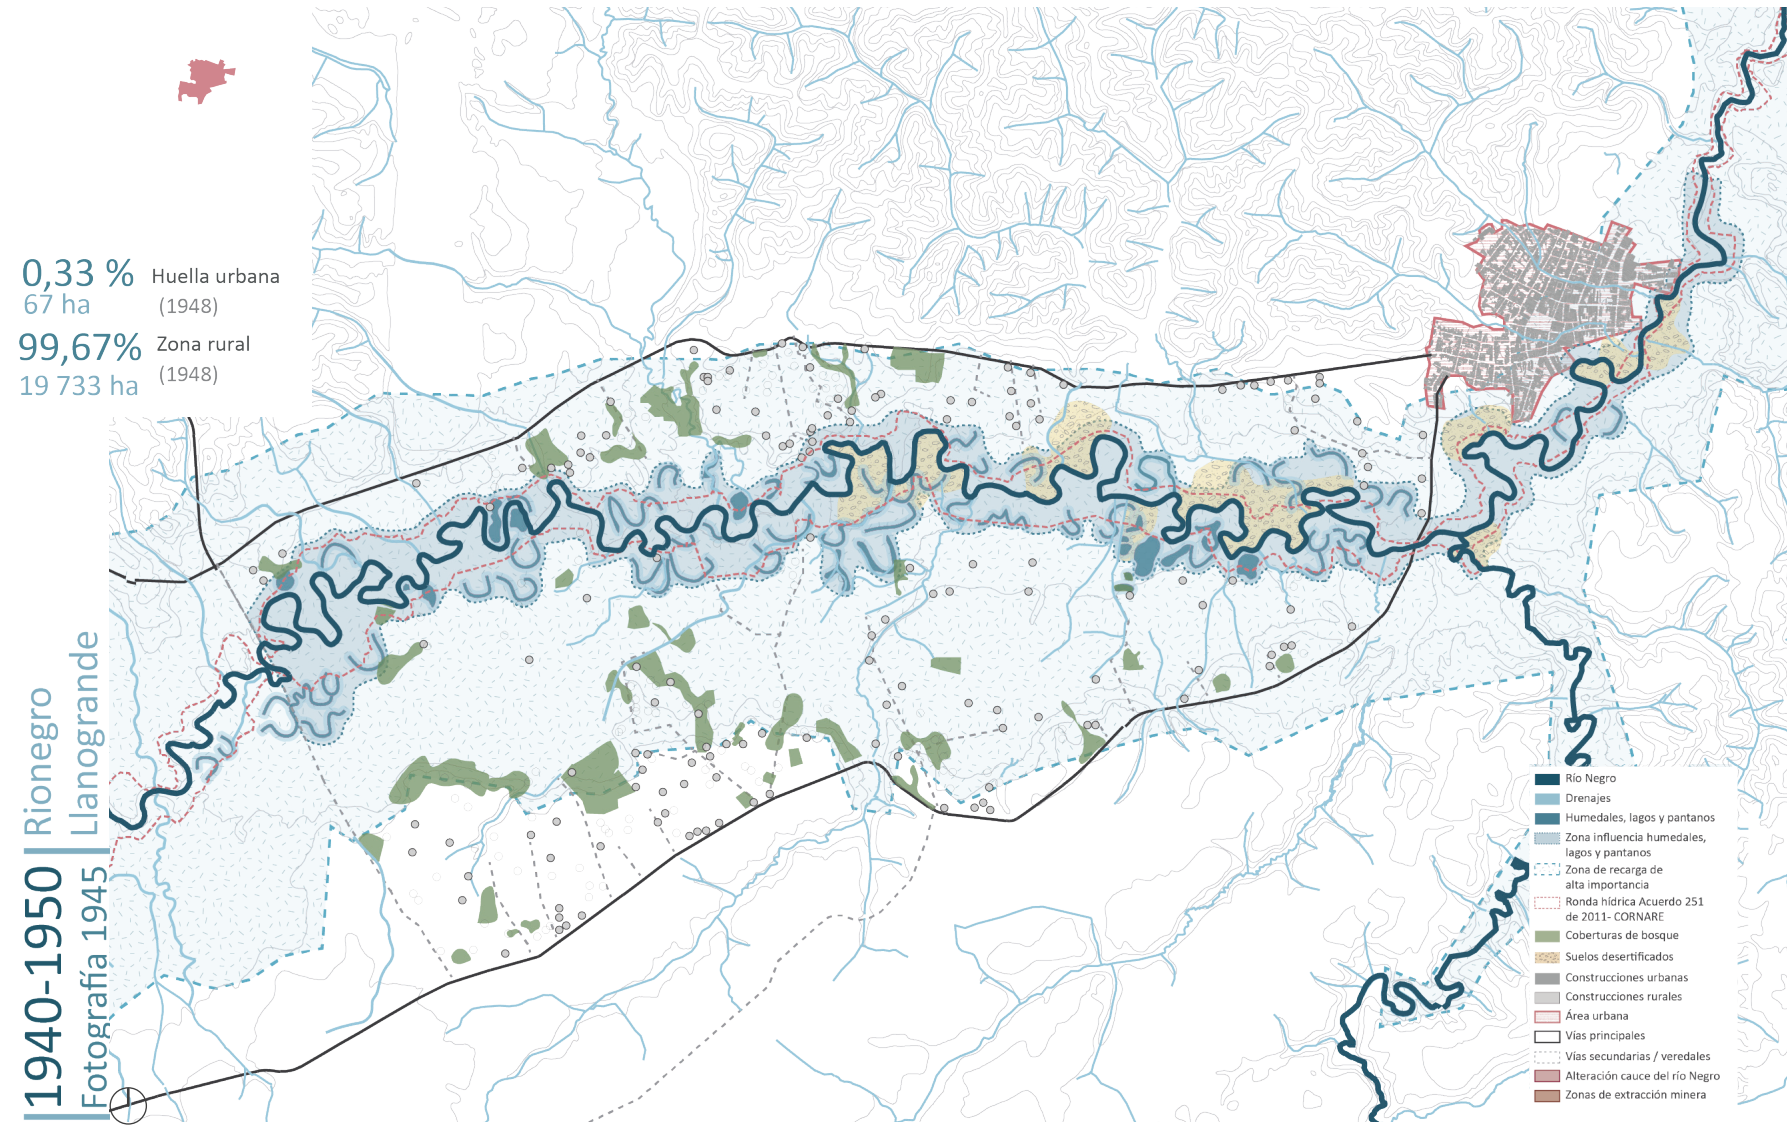 0,33 % Huella urbana
67 ha (1948)
99,67% Zona rural
19 733 ha (1948)
1940-1950 Rionegro
Fotografía 1945 Llanogrande
Río Negro
Drenajes
Humedales, lagos y pantanos
Zona influencia humedales,
lagos y pantanos
Zona de recarga de
alta importancia
Ronda hídrica Acuerdo 251
de 2011- CORNARE
Coberturas de bosque
Suelos desertificados
Construcciones urbanas
Construcciones rurales
Área urbana
Vías principales
Vías secundarias / veredales
Alteración cauce del río Negro
Zonas de extracción minera